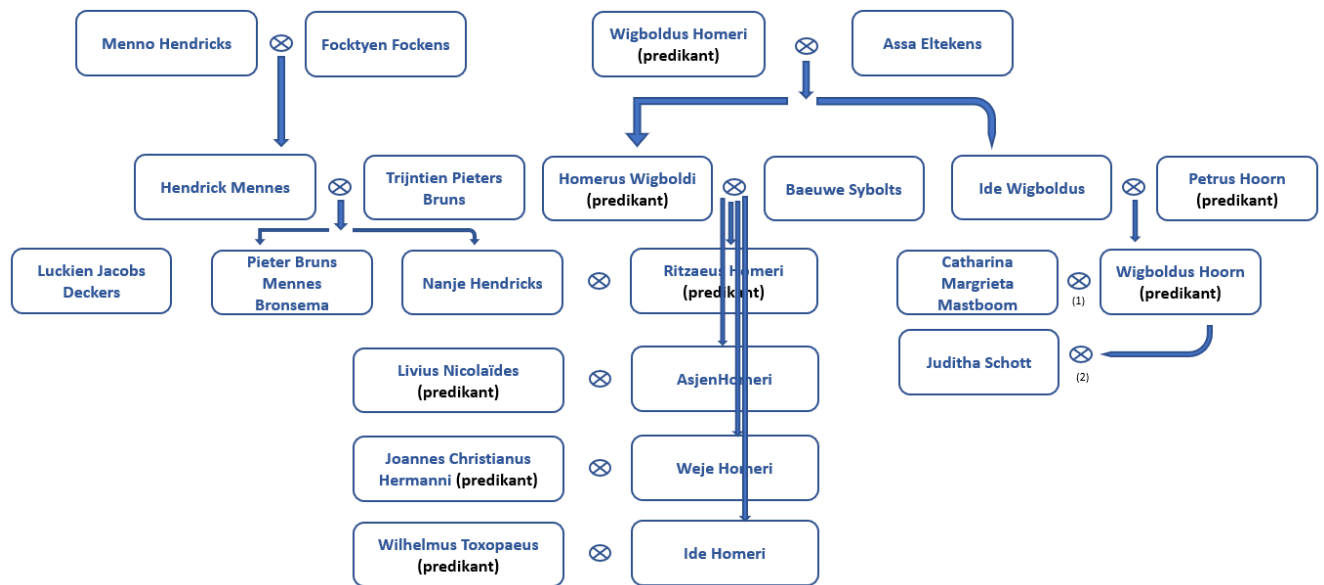 Menno Hendricks
Focktyen Fockens
Wigboldus Homeri
(predikant)
Assa Eltekens
Hendrick Mennes
Trijntien Pieters
Bruns
Homerus Wigboldi
(predikant)
Baeuwe Sybolts
Ide Wigboldus
Petrus Hoorn
(predikant)
Luckien Jacobs
Deckers
Pieter Bruns
Mennes
Bronsema
Nanje Hendricks
Ritzaeus Homeri
(predikant)
Catharina
Margrieta
Mastboom
(1)
Wigboldus Hoorn
(predikant)
Livius Nicolaïdes
(predikant)
AsjenHomeri
Juditha Schott
(2)
Joannes Christianus
Hermanni (predikant)
Weje Homeri
Wilhelmus Toxopaeus
(predikant)
Ide Homeri